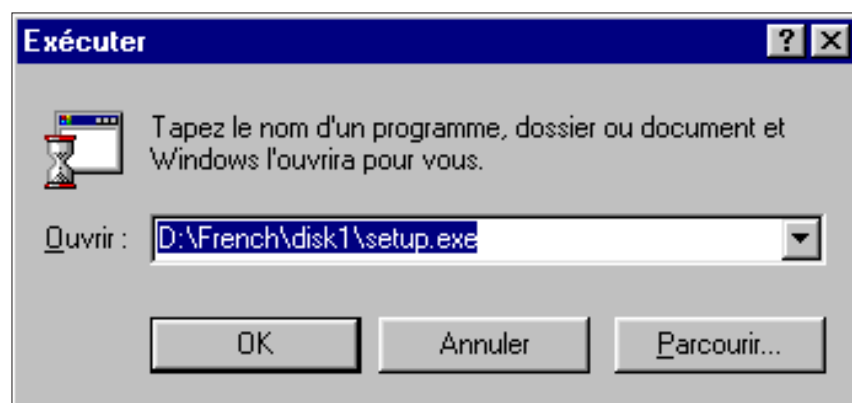 Exécuter
Tapez le nom d'un programme, dossier ou document et
Windows l'ouvrira pour vous.
Ouvrir : D:\French\disk1\setup.exe
OK Annuler Parcourir...